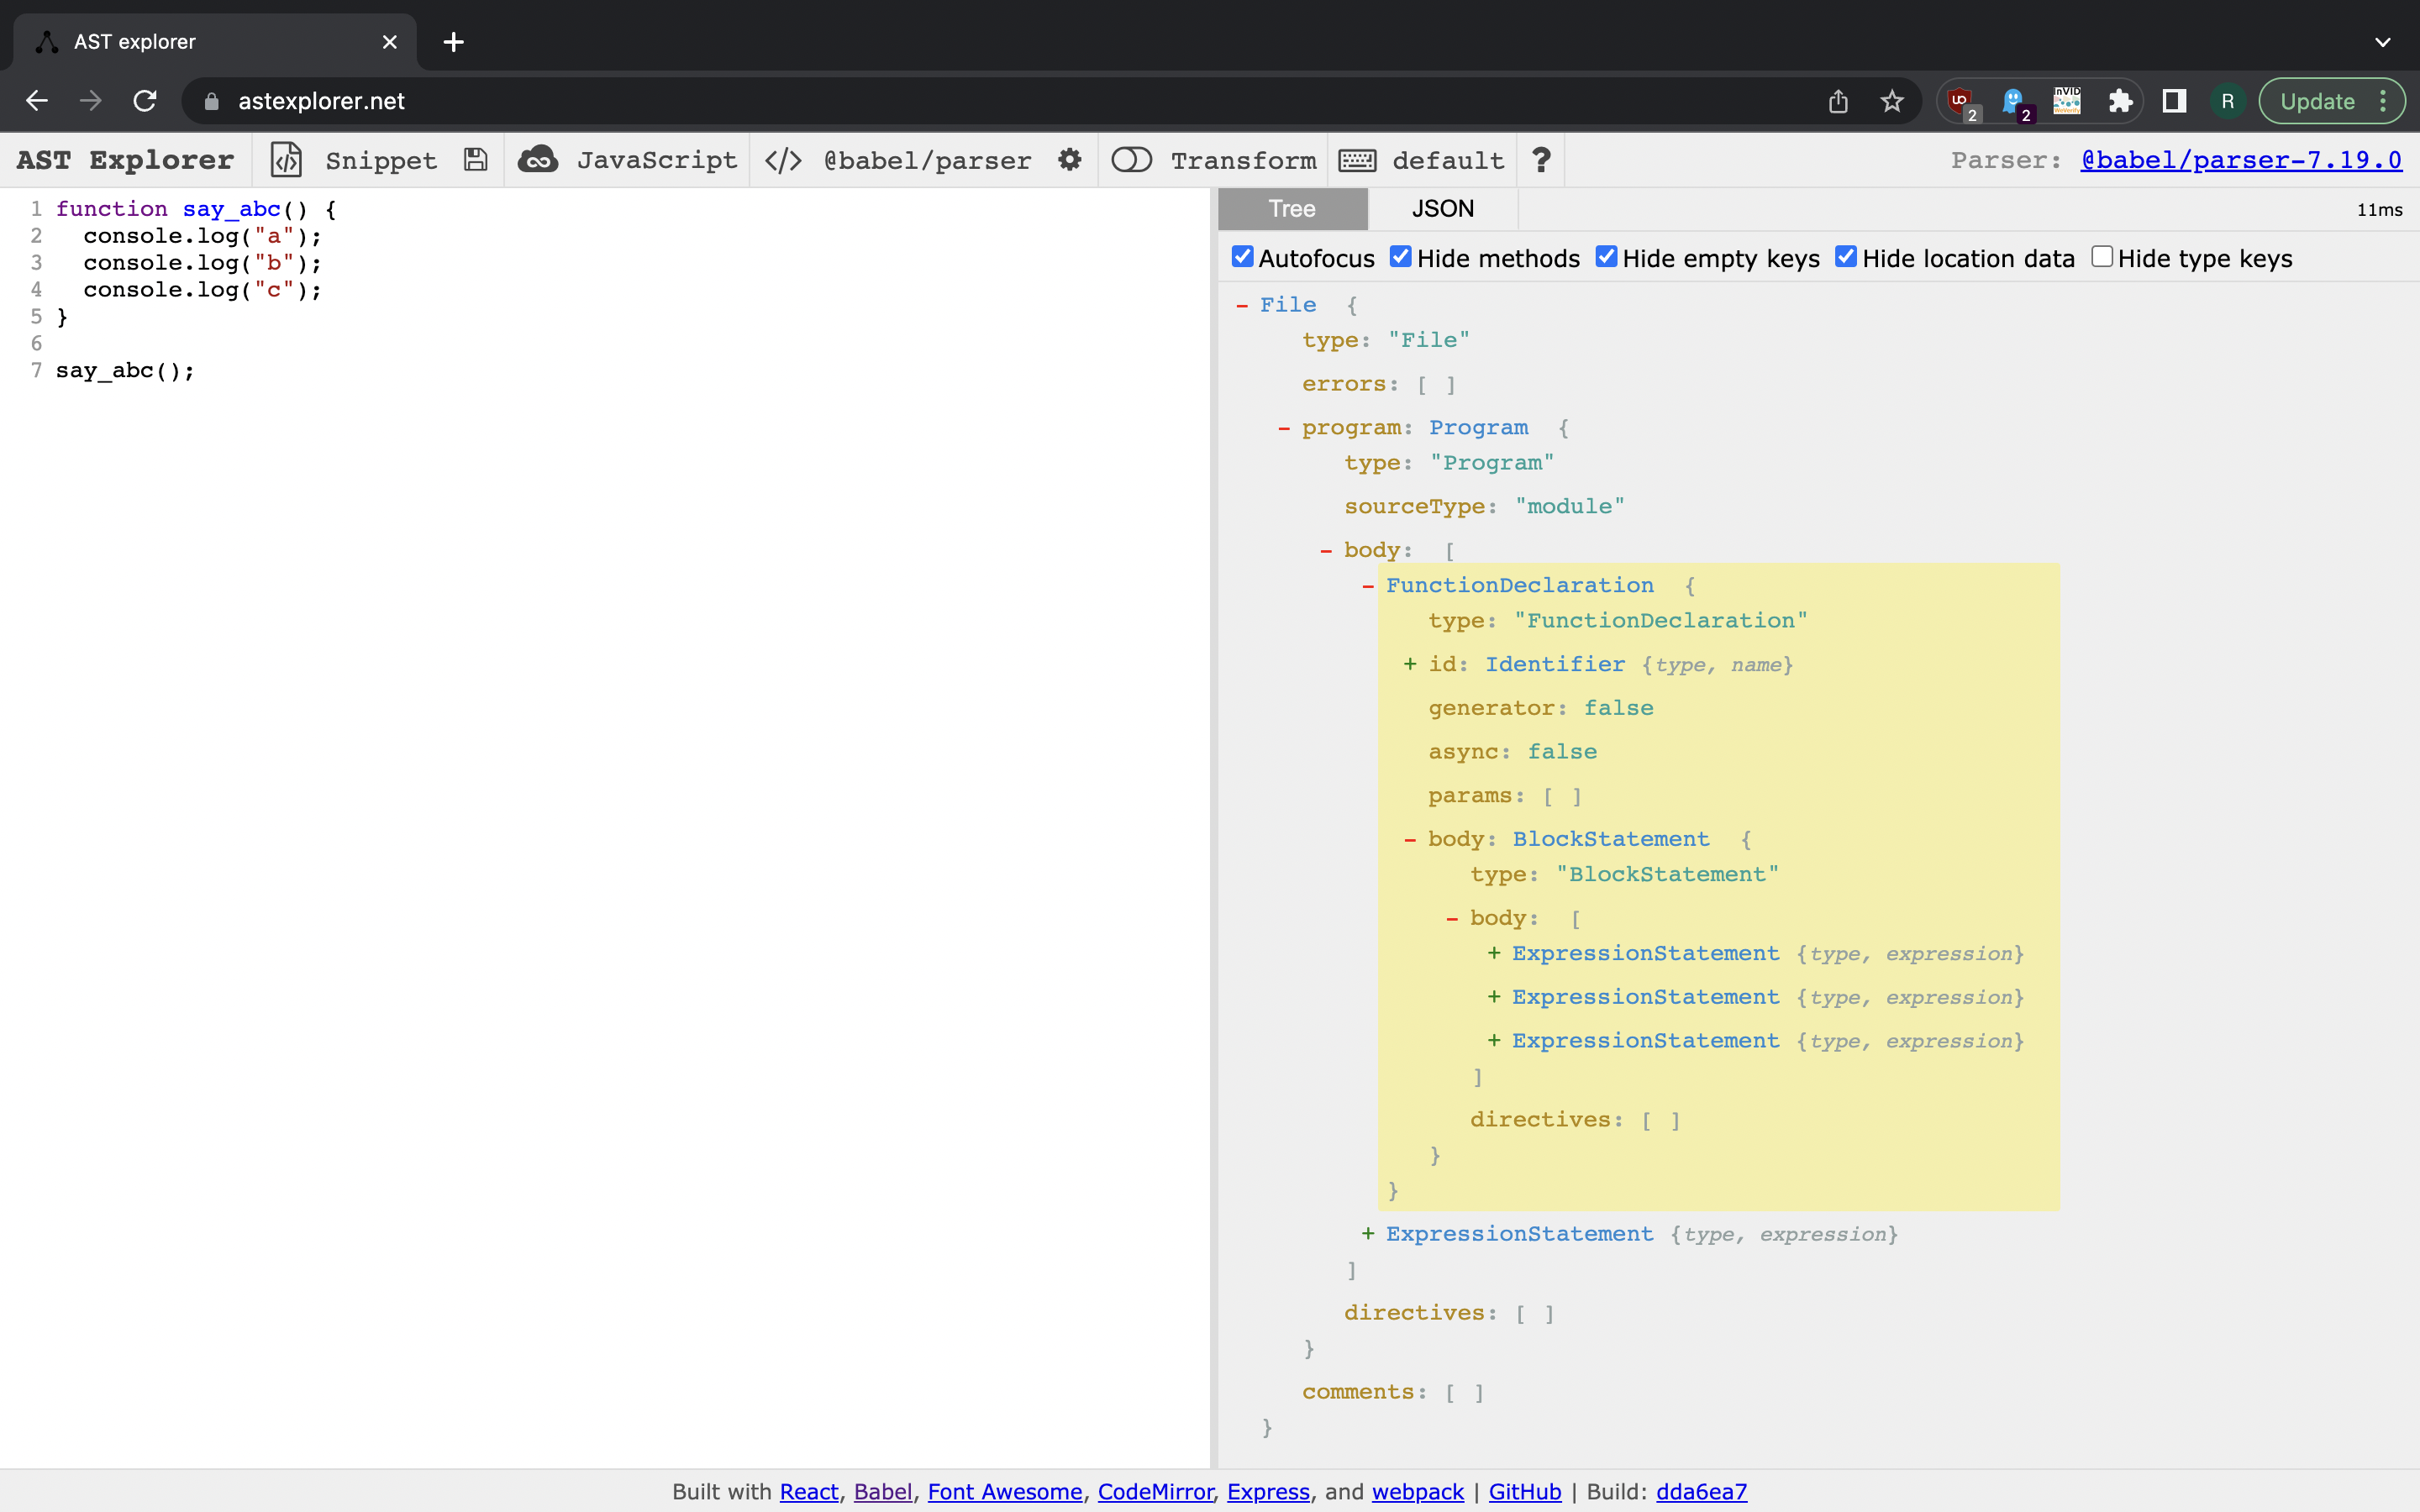 AST explorer
astexplorer.net
2
2
InVID
R
Update
AST Explorer Snippet JavaScript </> @babel/parser Transform default ? Parser: @babel/parser-7.19.0
1 function say_abc() {
2   console.log("a");
3   console.log("b");
4   console.log("c");
5 }
6
7 say_abc();
Tree JSON 11ms
Autofocus Hide methods Hide empty keys Hide location data Hide type keys
- File {
type: "File"
errors: [ ]
- program: Program {
type: "Program"
sourceType: "module"
- body: [
- FunctionDeclaration {
type: "FunctionDeclaration"
+ id: Identifier {type, name}
generator: false
async: false
params: [ ]
- body: BlockStatement {
type: "BlockStatement"
- body: [
+ ExpressionStatement {type, expression}
+ ExpressionStatement {type, expression}
+ ExpressionStatement {type, expression}
]
directives: [ ]
}
}
+ ExpressionStatement {type, expression}
]
directives: [ ]
}
comments: [ ]
}
Built with React, Babel, Font Awesome, CodeMirror, Express, and webpack | GitHub | Build: dda6ea7